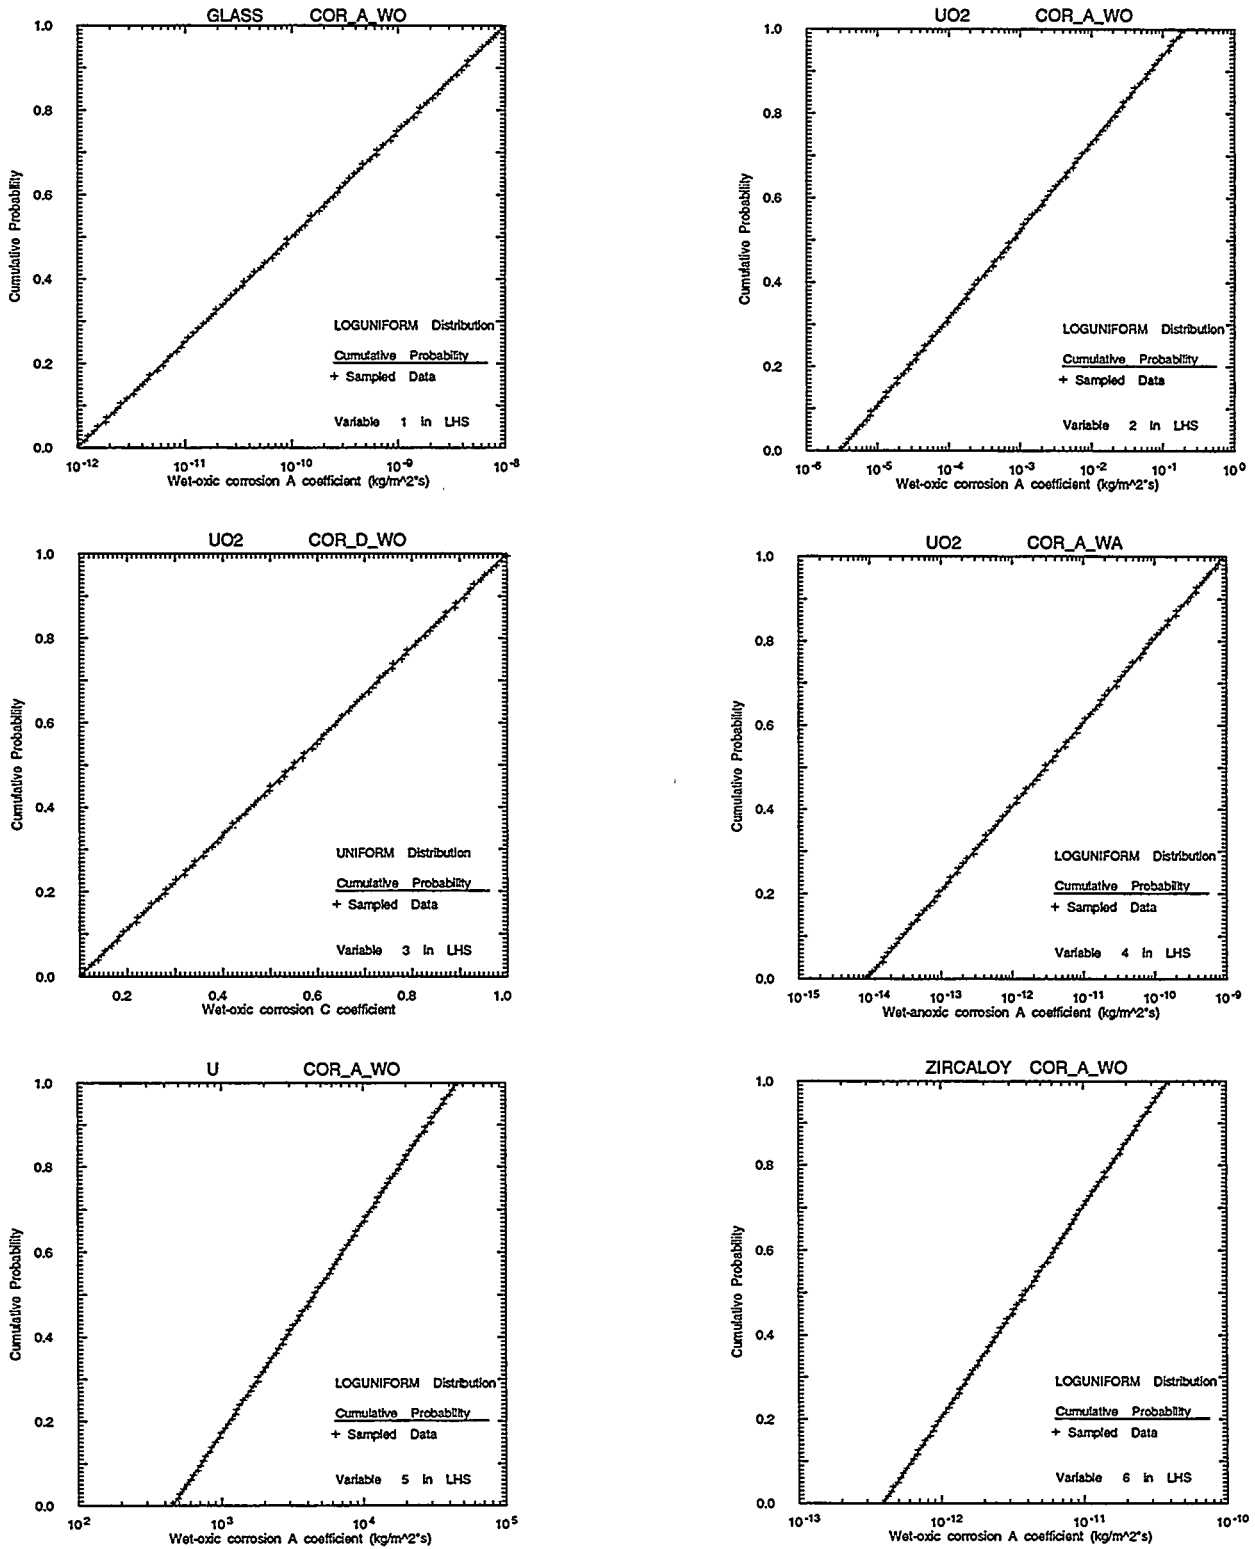 GLASS COR_A_WO
1.0
0.8
0.6
0.4
0.2
0.0
Cumulative Probability
LOGUNIFORM Distribution
Cumulative Probability
+ Sampled Data
Variable 1 in LHS
10-12 10-11 10-10 10-9 10-8
Wet-oxic corrosion A coefficient (kg/m^2*s)
UO2 COR_A_WO
1.0
0.8
0.6
0.4
0.2
0.0
Cumulative Probability
LOGUNIFORM Distribution
Cumulative Probability
+ Sampled Data
Variable 2 in LHS
10-6 10-5 10-4 10-3 10-2 10-1 100
Wet-oxic corrosion A coefficient (kg/m^2*s)
UO2 COR_D_WO
1.0
0.8
0.6
0.4
0.2
0.0
Cumulative Probability
UNIFORM Distribution
Cumulative Probability
+ Sampled Data
Variable 3 in LHS
0.2 0.4 0.6 0.8 1.0
Wet-oxic corrosion C coefficient
UO2 COR_A_WA
1.0
0.8
0.6
0.4
0.2
0.0
Cumulative Probability
LOGUNIFORM Distribution
Cumulative Probability
+ Sampled Data
Variable 4 in LHS
10-15 10-14 10-13 10-12 10-11 10-10 10-9
Wet-anoxic corrosion A coefficient (kg/m^2*s)
U COR_A_WO
1.0
0.8
0.6
0.4
0.2
0.0
Cumulative Probability
LOGUNIFORM Distribution
Cumulative Probability
+ Sampled Data
Variable 5 in LHS
102 103 104 105
Wet-oxic corrosion A coefficient (kg/m^2*s)
ZIRCALOY COR_A_WO
1.0
0.8
0.6
0.4
0.2
0.0
Cumulative Probability
LOGUNIFORM Distribution
Cumulative Probability
+ Sampled Data
Variable 6 in LHS
10-13 10-12 10-11 10-10
Wet-oxic corrosion A coefficient (kg/m^2*s)